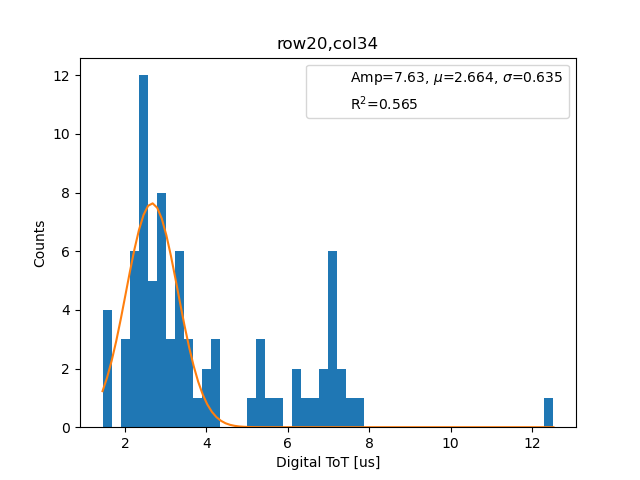 row20,col34
Amp=7.63, μ=2.664, σ=0.635
R²=0.565
Counts
12
10
8
6
4
2
0
2 4 6 8 10 12
Digital ToT [us]